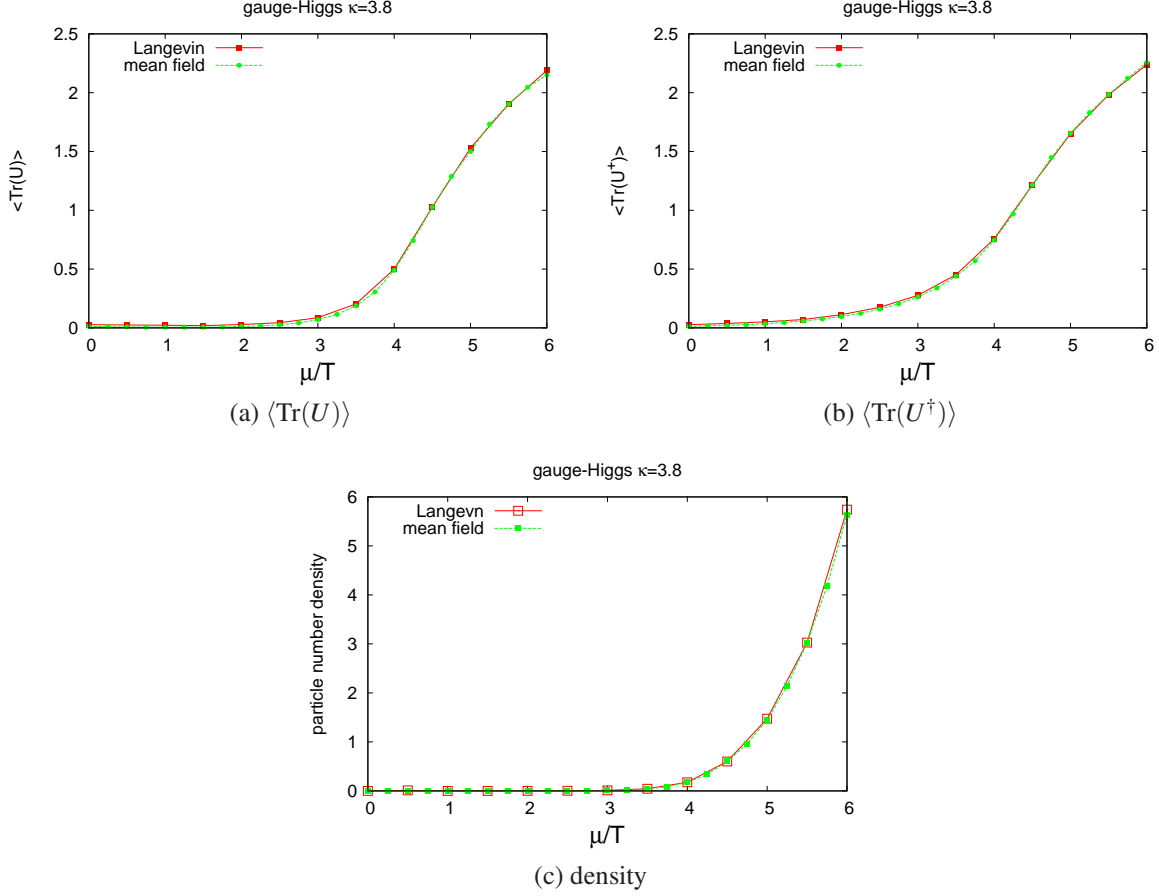 gauge-Higgs κ=3.8
Langevin
mean field
<Tr(U)>
2.5
2
1.5
1
0.5
0
0 1 2 3 4 5 6
μ/T
(a) ⟨Tr(U)⟩
gauge-Higgs κ=3.8
Langevin
mean field
<Tr(U⁺)>
2.5
2
1.5
1
0.5
0
0 1 2 3 4 5 6
μ/T
(b) ⟨Tr(U†)⟩
gauge-Higgs κ=3.8
Langevn
mean field
particle number density
6
5
4
3
2
1
0
0 1 2 3 4 5 6
μ/T
(c) density